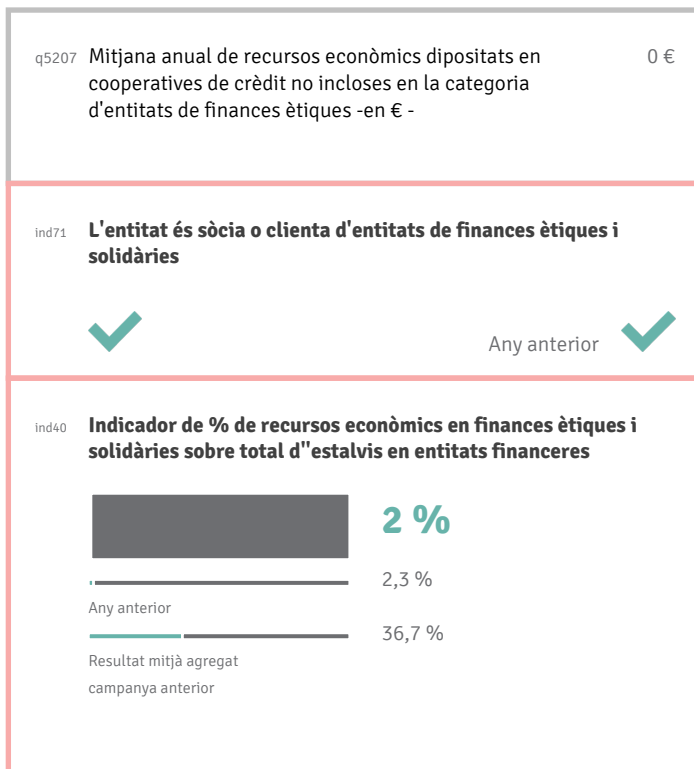 q5207 Mitjana anual de recursos econòmics dipositats en 0 €
cooperatives de crèdit no incloses en la categoria
d'entitats de finances ètiques -en € -
ind71 L'entitat és sòcia o clienta d'entitats de finances ètiques i
solidàries
Any anterior
ind40 Indicador de % de recursos econòmics en finances ètiques i
solidàries sobre total d''estalvis en entitats financeres
2 %
2,3 %
Any anterior
36,7 %
Resultat mitjà agregat
campanya anterior